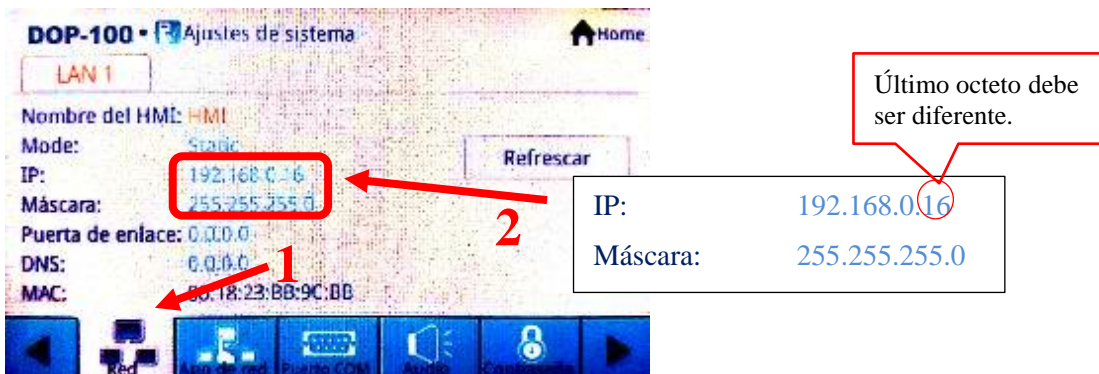 DOP-100 • Ajustes de sistema
Home
LAN 1
Nombre del HMI: HMI
Mode: Static
IP: 192.168.0.16
Máscara: 255.255.255.0
Puerta de enlace: 0.0.0.0
DNS: 0.0.0.0
MAC: 00:18:23:BB:9C:BB
Refrescar
1
2
Red
App de red
Puerto COM
Audio
Contraseña
Último octeto debe
ser diferente.
IP: 192.168.0.16
Máscara: 255.255.255.0